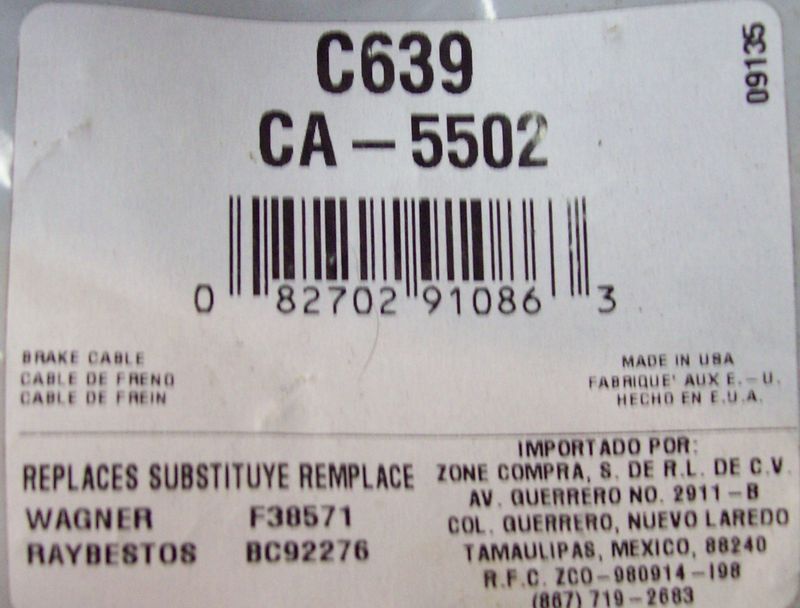 C639
09135
CA-5502
0 82702 91086 3
BRAKE CABLE
CABLE DE FRENO
CABLE DE FREIN
MADE IN USA
FABRIQUE' AUX E.-U.
HECHO EN E.U.A.
REPLACES SUBSTITUYE REMPLACE
WAGNER F38571
RAYBESTOS BC92276
IMPORTADO POR:
ZONE COMPRA, S. DE R.L. DE C.V.
AV. GUERRERO NO. 2911-B
COL. GUERRERO, NUEVO LAREDO
TAMAULIPAS, MEXICO, 88240
R.F.C. ZCO-980914-I98
(867) 719-2683